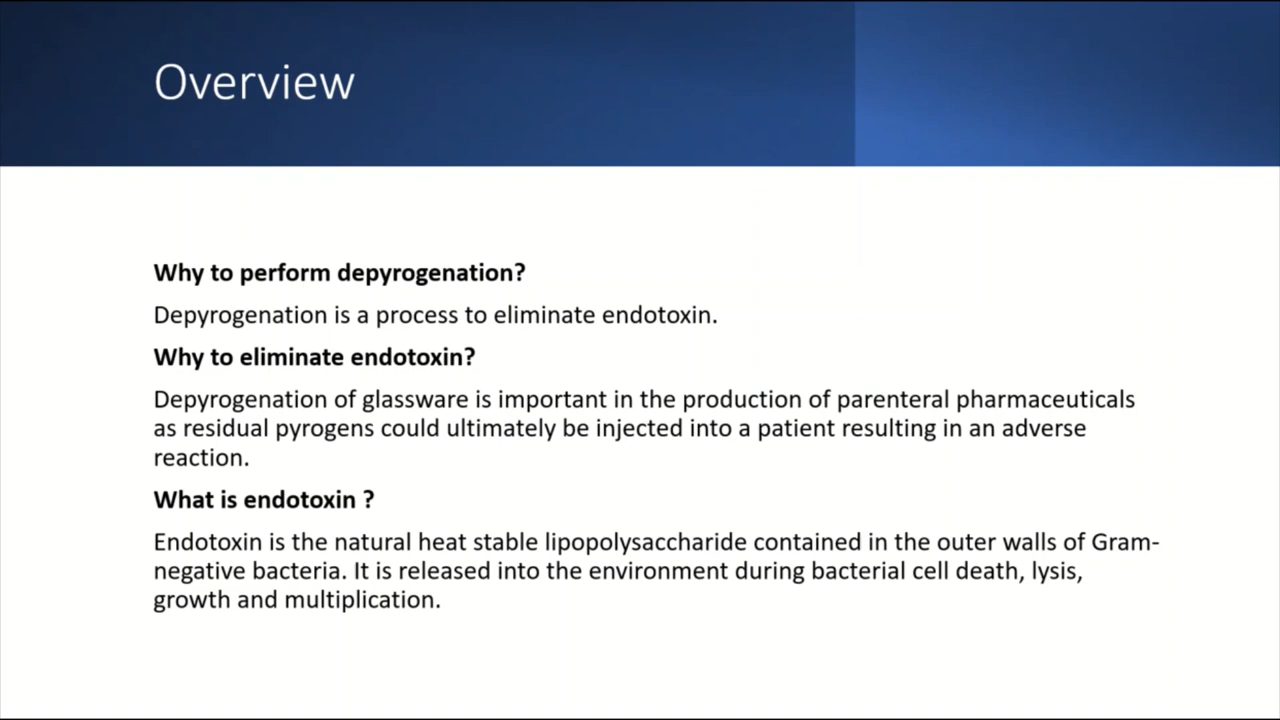 Overview
Why to perform depyrogenation?
Depyrogenation is a process to eliminate endotoxin.
Why to eliminate endotoxin?
Depyrogenation of glassware is important in the production of parenteral pharmaceuticals
as residual pyrogens could ultimately be injected into a patient resulting in an adverse
reaction.
What is endotoxin ?
Endotoxin is the natural heat stable lipopolysaccharide contained in the outer walls of Gram-
negative bacteria. It is released into the environment during bacterial cell death, lysis,
growth and multiplication.